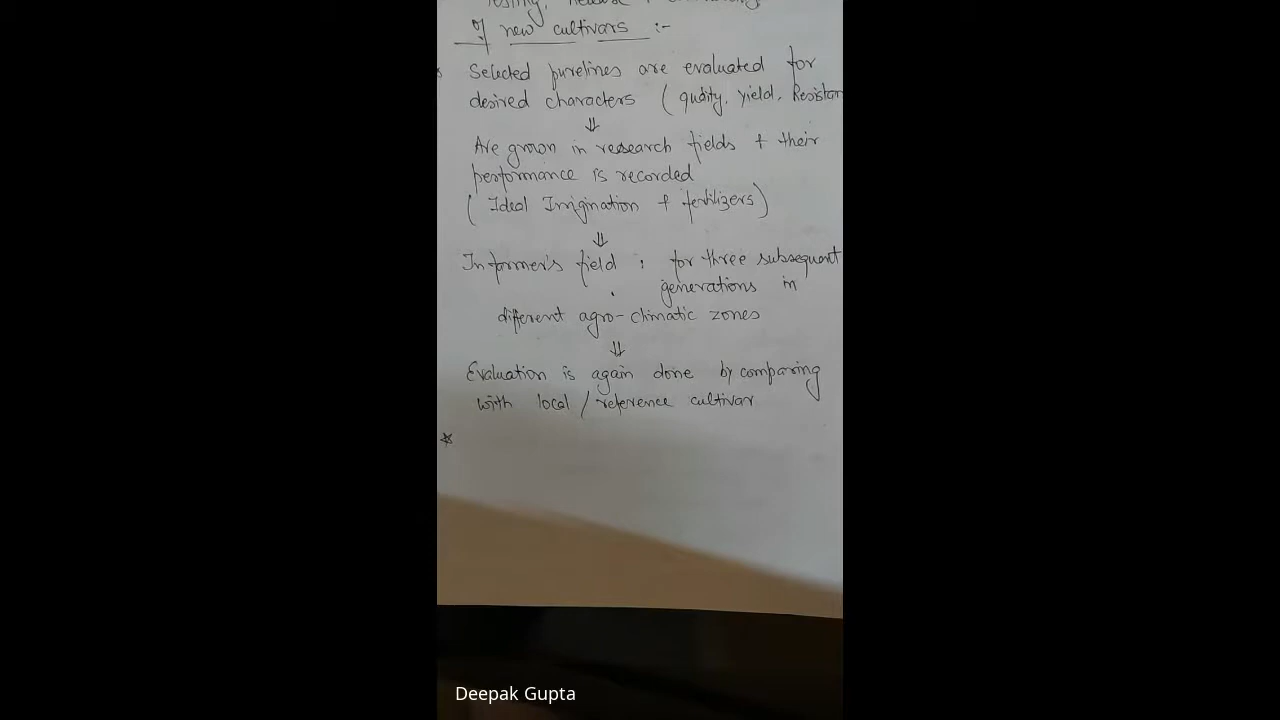 of new cultivars :-
Selected purelines are evaluated for
desired characters ( quality, yield, Resistan
⇓
Are grown in research fields + their
performance is recorded
( Ideal Irrigination + fertilizers)
⇓
In farmer's field : for three subsequent
generations in
different agro-climatic zones
⇓
Evaluation is again done by comparing
with local / reference cultivar
☆
Deepak Gupta